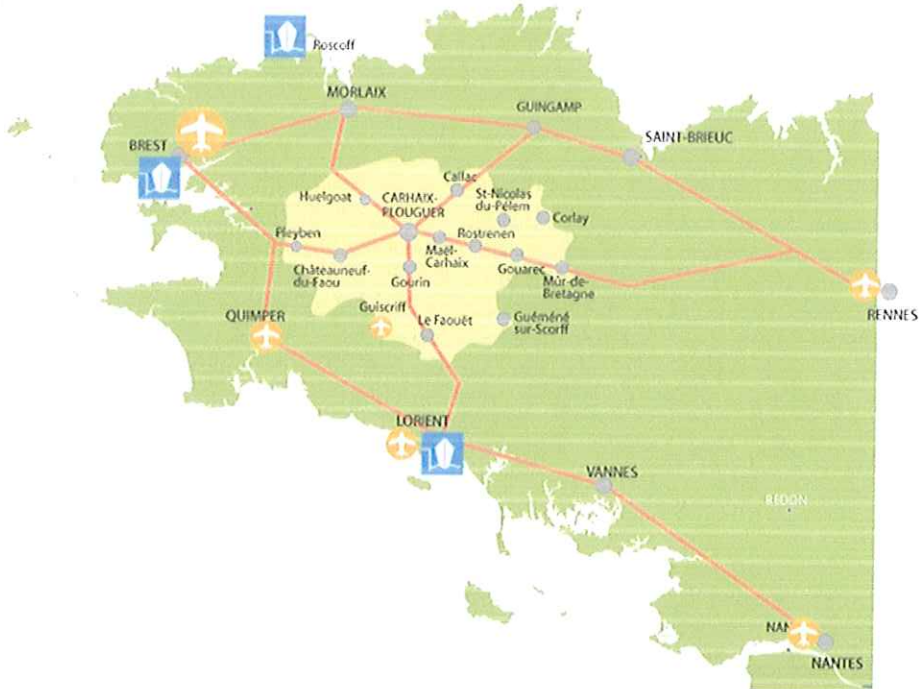 Roscoff
MORLAIX
GUINGAMP
SAINT-BRIEUC
BREST
Callac
Huelgoat
CARHAIX-
PLOUGUER
St-Nicolas
du-Pélem
Corlay
Pleyben
Rostrenen
Maël-
Carhaix
Châteauneuf-
du-Faou
Gouarec
Mûr-de-
Bretagne
Gourin
RENNES
Guiscriff
QUIMPER
Le Faouët
Guéméné
sur-Scorff
LORIENT
VANNES
REDON
NAN
NANTES